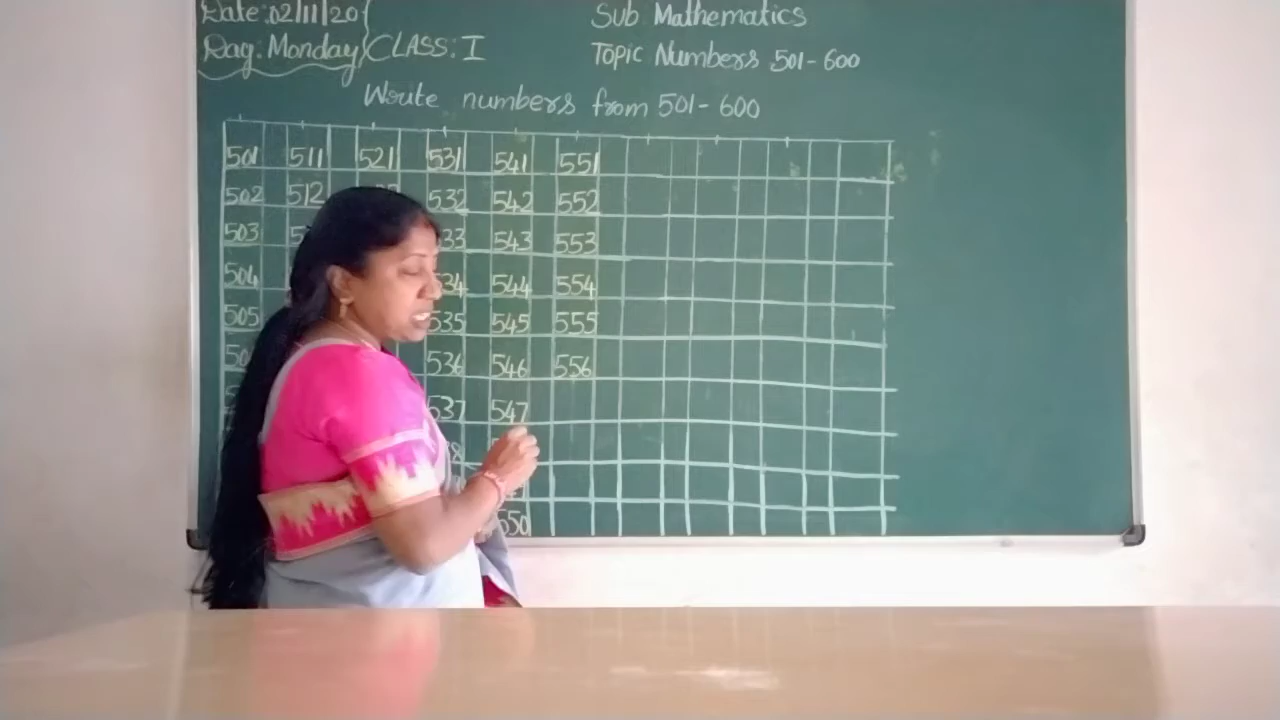 Date: 02/11/20 Sub Mathematics
Day: Monday CLASS: I Topic Numbers 501-600
Write numbers from 501-600
501 511 521 531 541 551
502 512 532 542 552
503 543 553
504 544 554
505 535 545 555
536 546 556
537 547
550